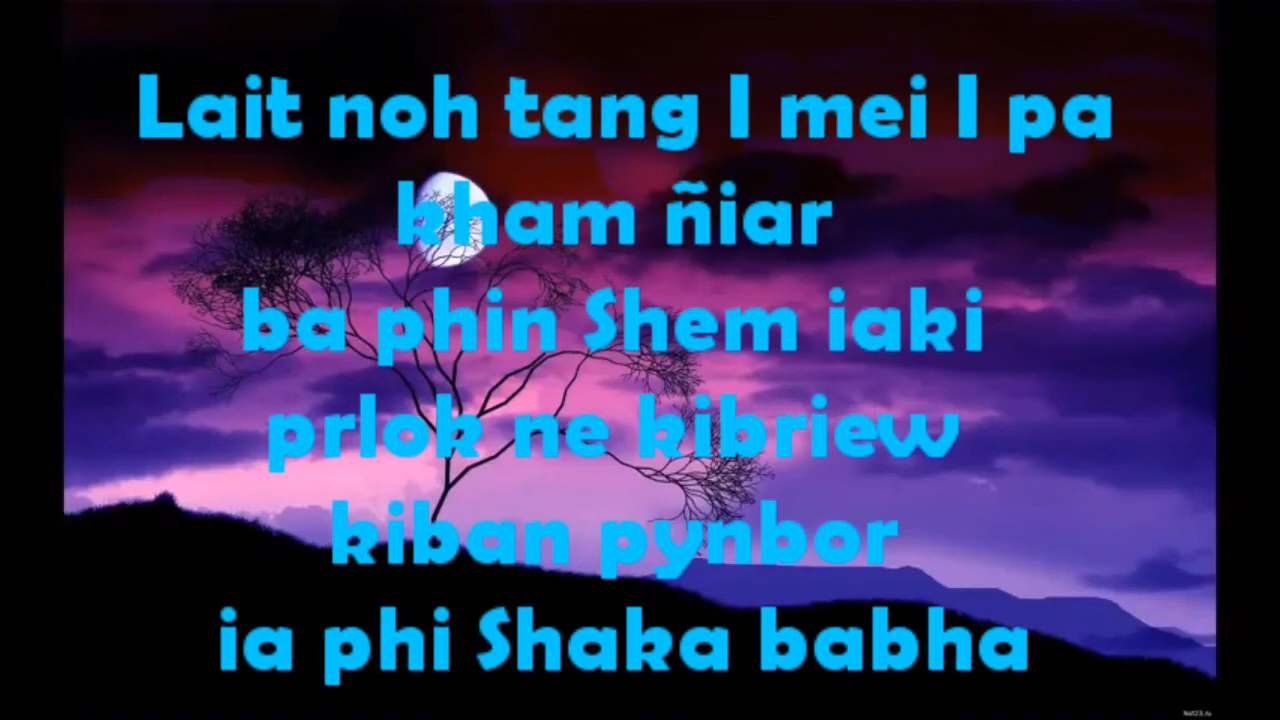 Lait noh tang I mei I pa
kham ñiar
ba phin Shem iaki
prlok ne kibriew
kiban pynbor
ia phi Shaka babha